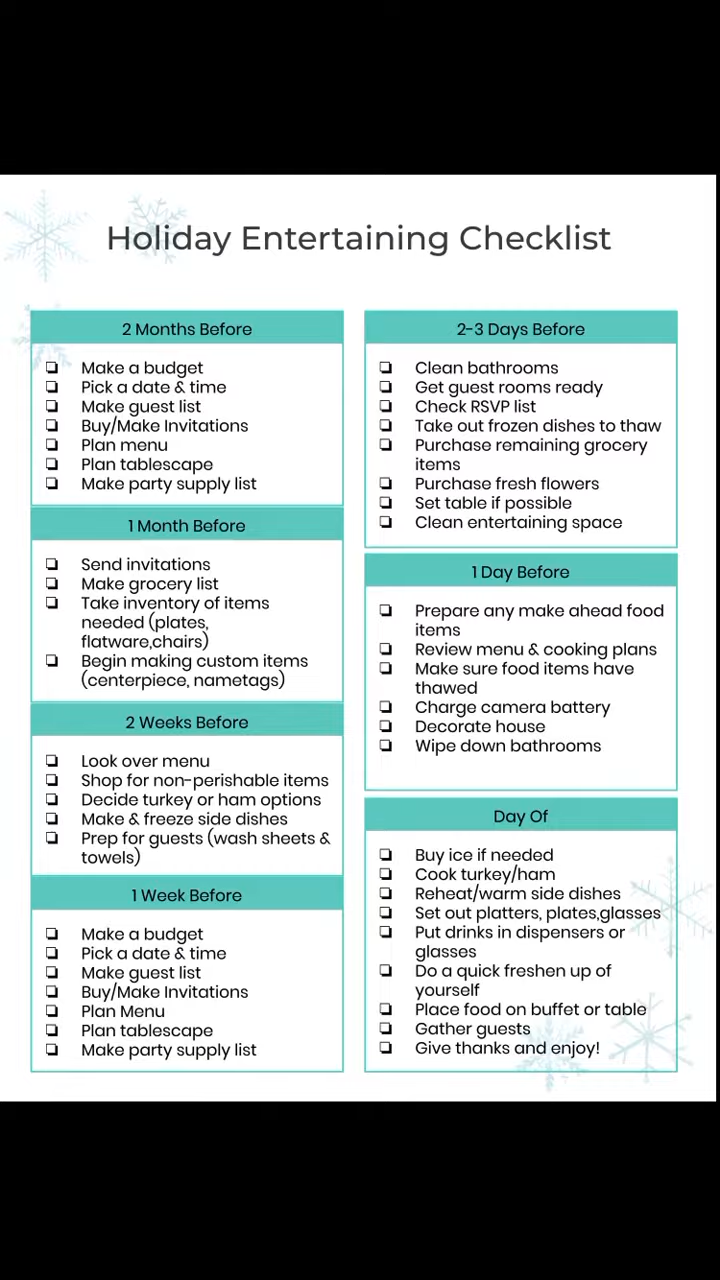 Holiday Entertaining Checklist
2 Months Before
❏ Make a budget
❏ Pick a date & time
❏ Make guest list
❏ Buy/Make Invitations
❏ Plan menu
❏ Plan tablescape
❏ Make party supply list
1 Month Before
❏ Send invitations
❏ Make grocery list
❏ Take inventory of items
needed (plates,
flatware,chairs)
❏ Begin making custom items
(centerpiece, nametags)
2 Weeks Before
❏ Look over menu
❏ Shop for non-perishable items
❏ Decide turkey or ham options
❏ Make & freeze side dishes
❏ Prep for guests (wash sheets &
towels)
1 Week Before
❏ Make a budget
❏ Pick a date & time
❏ Make guest list
❏ Buy/Make Invitations
❏ Plan Menu
❏ Plan tablescape
❏ Make party supply list
2-3 Days Before
❏ Clean bathrooms
❏ Get guest rooms ready
❏ Check RSVP list
❏ Take out frozen dishes to thaw
❏ Purchase remaining grocery
items
❏ Purchase fresh flowers
❏ Set table if possible
❏ Clean entertaining space
1 Day Before
❏ Prepare any make ahead food
items
❏ Review menu & cooking plans
❏ Make sure food items have
thawed
❏ Charge camera battery
❏ Decorate house
❏ Wipe down bathrooms
Day Of
❏ Buy ice if needed
❏ Cook turkey/ham
❏ Reheat/warm side dishes
❏ Set out platters, plates,glasses
❏ Put drinks in dispensers or
glasses
❏ Do a quick freshen up of
yourself
❏ Place food on buffet or table
❏ Gather guests
❏ Give thanks and enjoy!